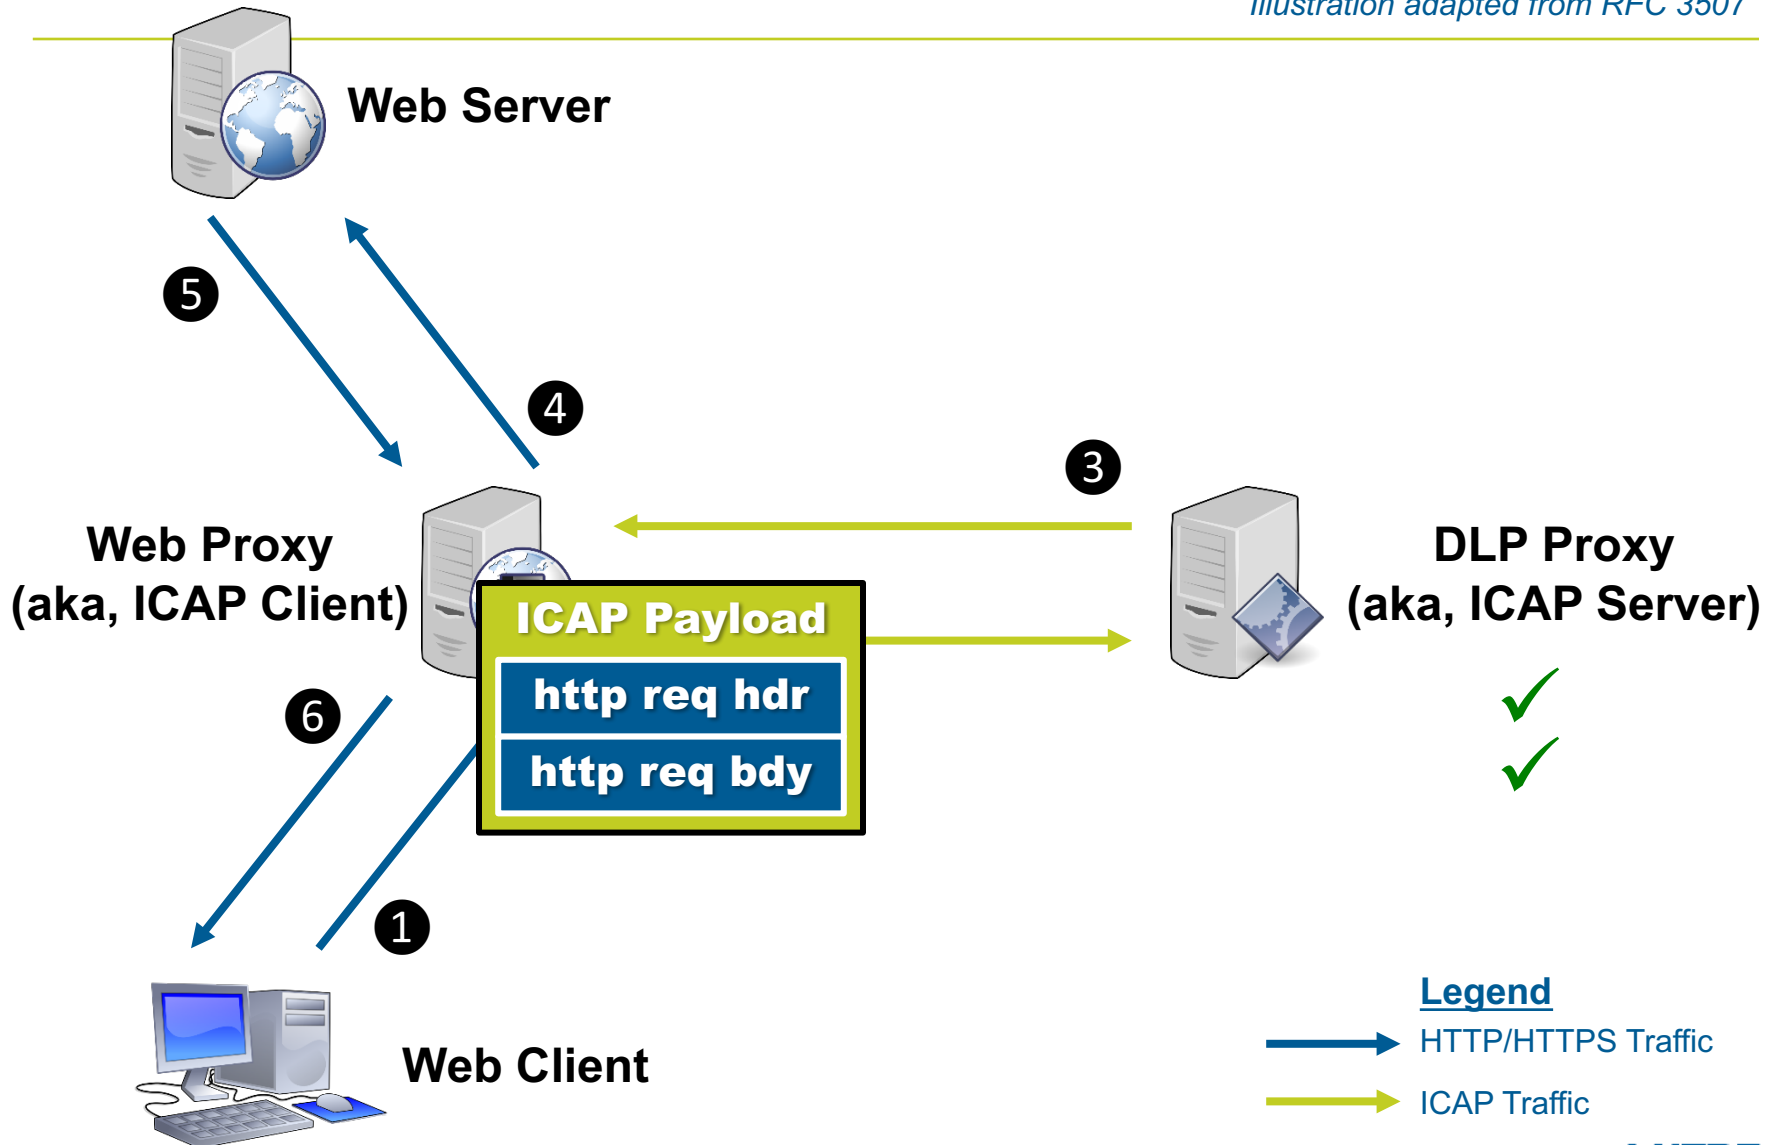 Illustration adapted from RFC 3507
Web Server
5
4
3
Web Proxy
(aka, ICAP Client)
DLP Proxy
(aka, ICAP Server)
ICAP Payload
http req hdr
http req bdy
6
1
Web Client
Legend
HTTP/HTTPS Traffic
ICAP Traffic